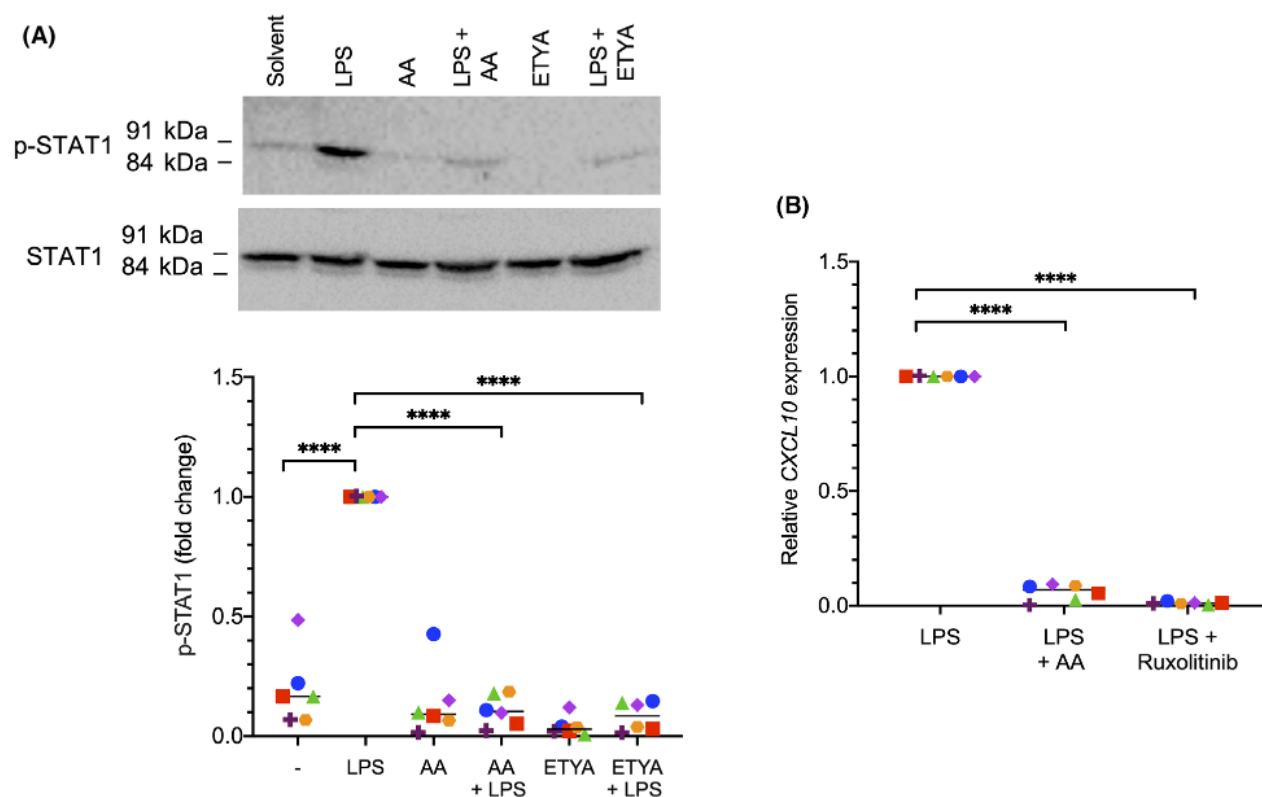 (A)
Solvent
LPS
AA
LPS +
AA
ETYA
LPS +
ETYA
p-STAT1
91 kDa
84 kDa
STAT1
91 kDa
84 kDa
p-STAT1 (fold change)
1.5
1.0
0.5
0.0
****
****
****
-
LPS
AA
AA
+ LPS
ETYA
ETYA
+ LPS
(B)
Relative CXCL10 expression
1.5
1.0
0.5
0.0
****
****
LPS
LPS
+ AA
LPS +
Ruxolitinib